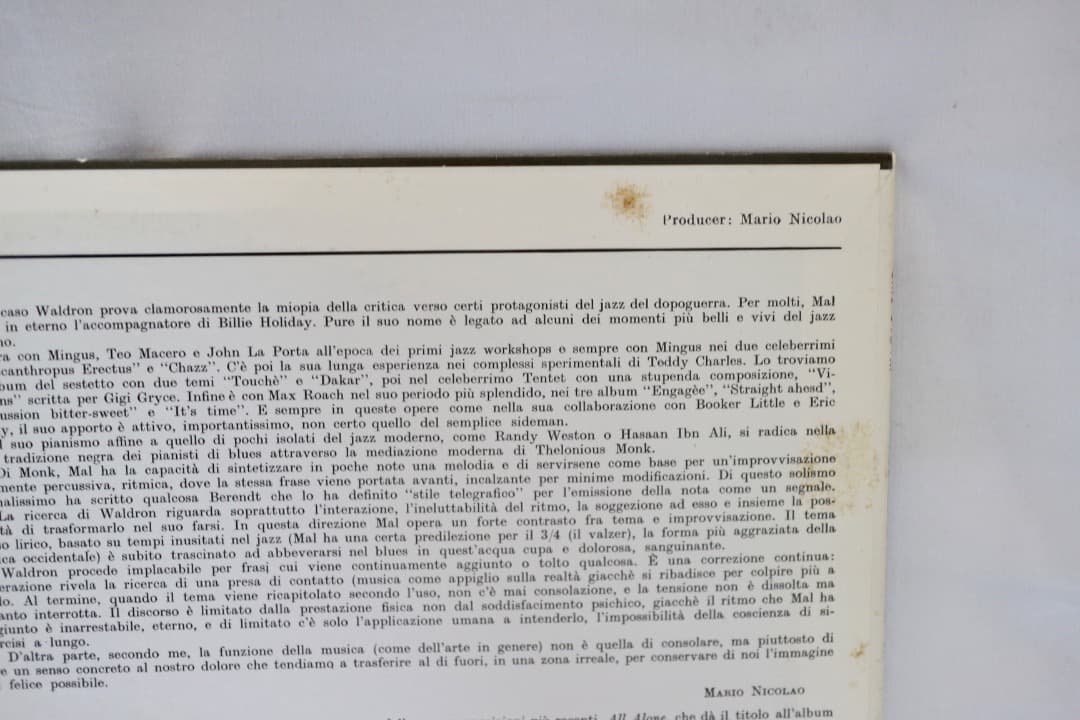 Producer: Mario Nicolao
caso Waldron prova clamorosamente la miopia della critica verso certi protagonisti del jazz del dopoguerra. Per molti, Mal
in eterno l'accompagnatore di Billie Holiday. Pure il suo nome è legato ad alcuni dei momenti più belli e vivi del jazz
no.
ra con Mingus, Teo Macero e John La Porta all'epoca dei primi jazz workshops e sempre con Mingus nei due celeberrimi
canthropus Erectus" e "Chazz". C'è poi la sua lunga esperienza nei complessi sperimentali di Teddy Charles. Lo troviamo
bum del sestetto con due temi "Touchè" e "Dakar", poi nel celeberrimo Tentet con una stupenda composizione, "Vi-
ns" scritta per Gigi Gryce. Infine è con Max Roach nel suo periodo più splendido, nei tre album "Engagèe", "Straight ahead",
ussion bitter-sweet" e "It's time". E sempre in queste opere come nella sua collaborazione con Booker Little e Eric
y, il suo apporto è attivo, importantissimo, non certo quello del semplice sideman.
l suo pianismo affine a quello di pochi isolati del jazz moderno, come Randy Weston o Hasaan Ibn Ali, si radica nella
tradizione negra dei pianisti di blues attraverso la mediazione moderna di Thelonious Monk.
Di Monk, Mal ha la capacità di sintetizzare in poche note una melodia e di servirsene come base per un'improvvisazione
mente percussiva, ritmica, dove la stessa frase viene portata avanti, incalzante per minime modificazioni. Di questo solismo
nalissimo ha scritto qualcosa Berendt che lo ha definito "stile telegrafico" per l'emissione della nota come un segnale.
La ricerca di Waldron riguarda soprattutto l'interazione, l'ineluttabilità del ritmo, la soggezione ad esso e insieme la pos-
tà di trasformarlo nel suo farsi. In questa direzione Mal opera un forte contrasto fra tema e improvvisazione. Il tema
o lirico, basato su tempi inusitati nel jazz (Mal ha una certa predilezione per il 3/4 (il valzer), la forma più aggraziata della
ica occidentale) è subito trascinato ad abbeverarsi nel blues in quest'acqua cupa e dolorosa, sanguinante.
Waldron procede implacabile per frasi cui viene continuamente aggiunto o tolto qualcosa. È una correzione continua:
erazione rivela la ricerca di una presa di contatto (musica come appiglio sulla realtà giacchè si ribadisce per colpire più a
lo. Al termine, quando il tema viene ricapitolato secondo l'uso, non c'è mai consolazione, e la tensione non è dissolta ma
anto interrotta. Il discorso è limitato dalla prestazione fisica non dal soddisfacimento psichico, giacchè il ritmo che Mal ha
giunto è inarrestabile, eterno, e di limitato c'è solo l'applicazione umana a intenderlo, l'impossibilità della coscienza di si-
rcisi a lungo.
D'altra parte, secondo me, la funzione della musica (come dell'arte in genere) non è quella di consolare, ma piuttosto di
e un senso concreto al nostro dolore che tendiamo a trasferire al di fuori, in una zona irreale, per conservare di noi l'immagine
felice possibile.
MARIO NICOLAO
più recenti, All Alone, che dà il titolo all'album